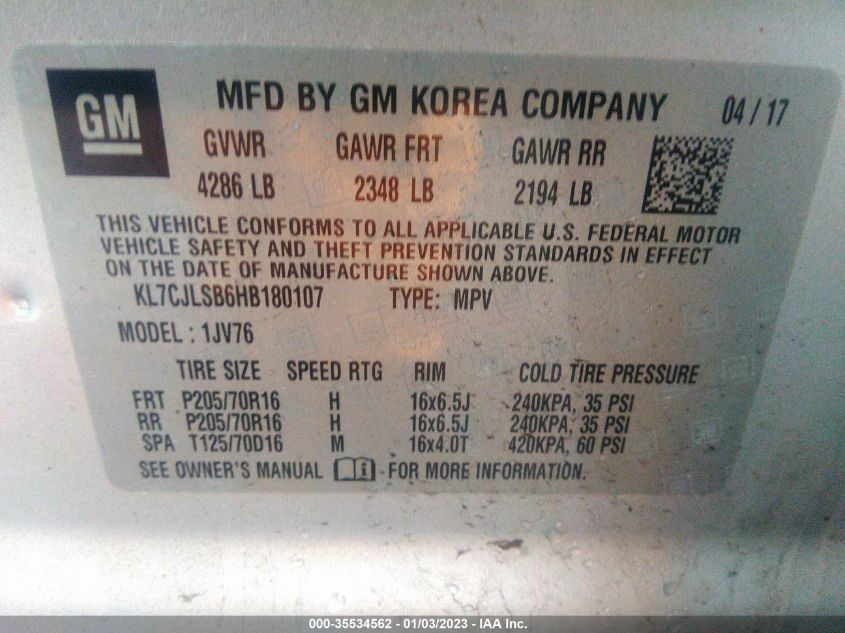 GM
MFD BY GM KOREA COMPANY 04/17
GVWR GAWR FRT GAWR RR
4286 LB 2348 LB 2194 LB
THIS VEHICLE CONFORMS TO ALL APPLICABLE U.S. FEDERAL MOTOR
VEHICLE SAFETY AND THEFT PREVENTION STANDARDS IN EFFECT
ON THE DATE OF MANUFACTURE SHOWN ABOVE.
KL7CJLSB6HB180107 TYPE: MPV
MODEL : 1JV76
TIRE SIZE SPEED RTG RIM COLD TIRE PRESSURE
FRT P205/70R16 H 16x6.5J 240KPA, 35 PSI
RR P205/70R16 H 16x6.5J 240KPA, 35 PSI
SPA T125/70D16 M 16x4.0T 420KPA, 60 PSI
SEE OWNER'S MANUAL i FOR MORE INFORMATION.
000-35534562 — 01/03/2023 — IAA Inc.